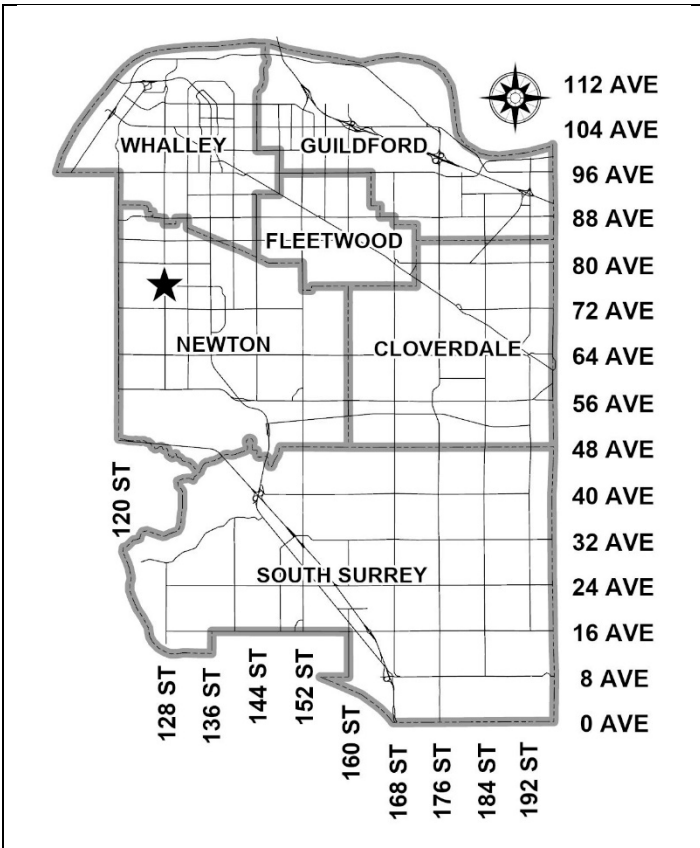 112 AVE
104 AVE
WHALLEY
GUILDFORD
96 AVE
88 AVE
FLEETWOOD
80 AVE
72 AVE
NEWTON
CLOVERDALE
64 AVE
56 AVE
48 AVE
120 ST
40 AVE
32 AVE
SOUTH SURREY
24 AVE
16 AVE
128 ST
136 ST
144 ST
152 ST
8 AVE
160 ST
0 AVE
168 ST
176 ST
184 ST
192 ST